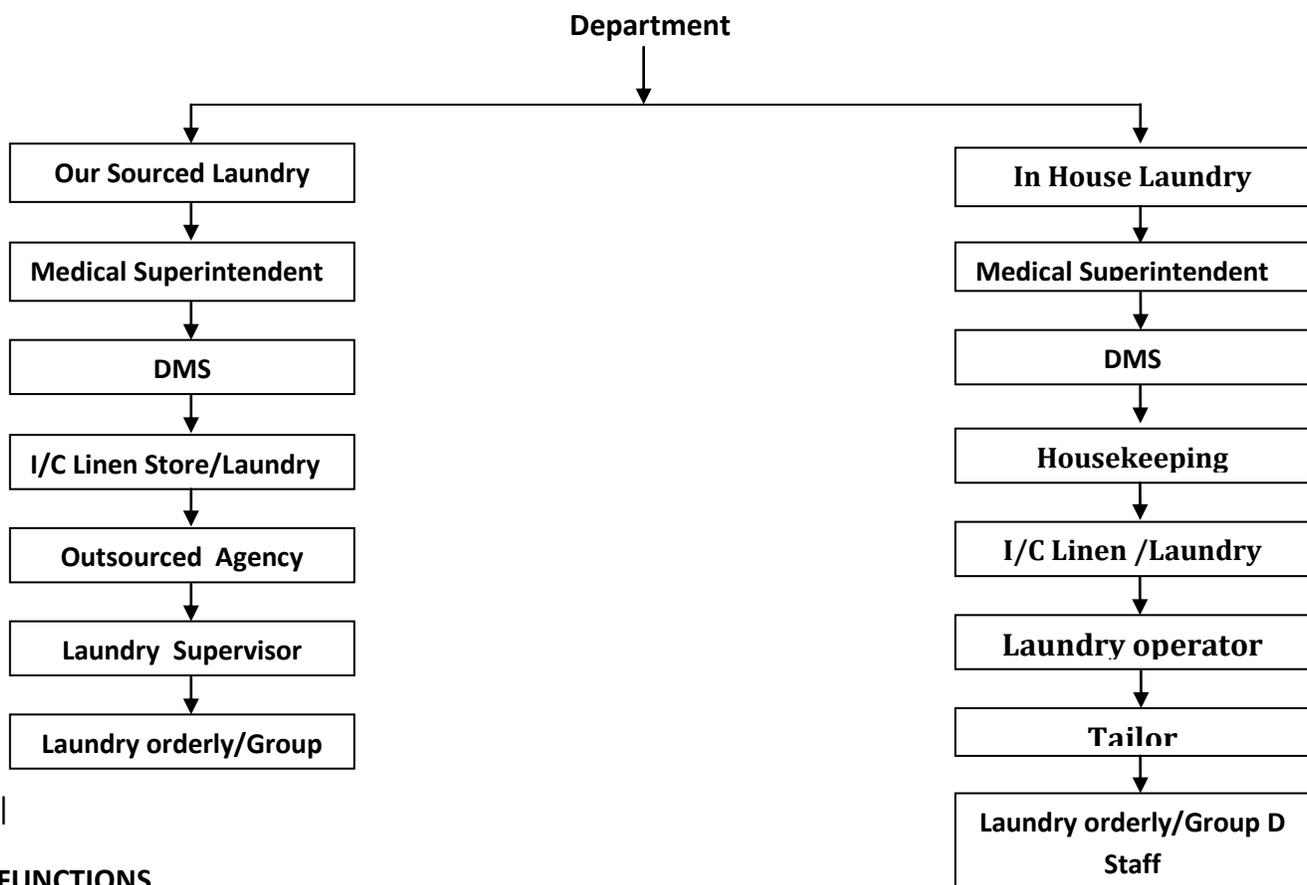 Department
Our Sourced Laundry
Medical Superintendent
DMS
I/C Linen Store/Laundry
Outsourced Agency
Laundry Supervisor
Laundry orderly/Group
In House Laundry
Medical Superintendent
DMS
Housekeeping
I/C Linen /Laundry
Laundry operator
Tailor
Laundry orderly/Group D
Staff
FUNCTIONS